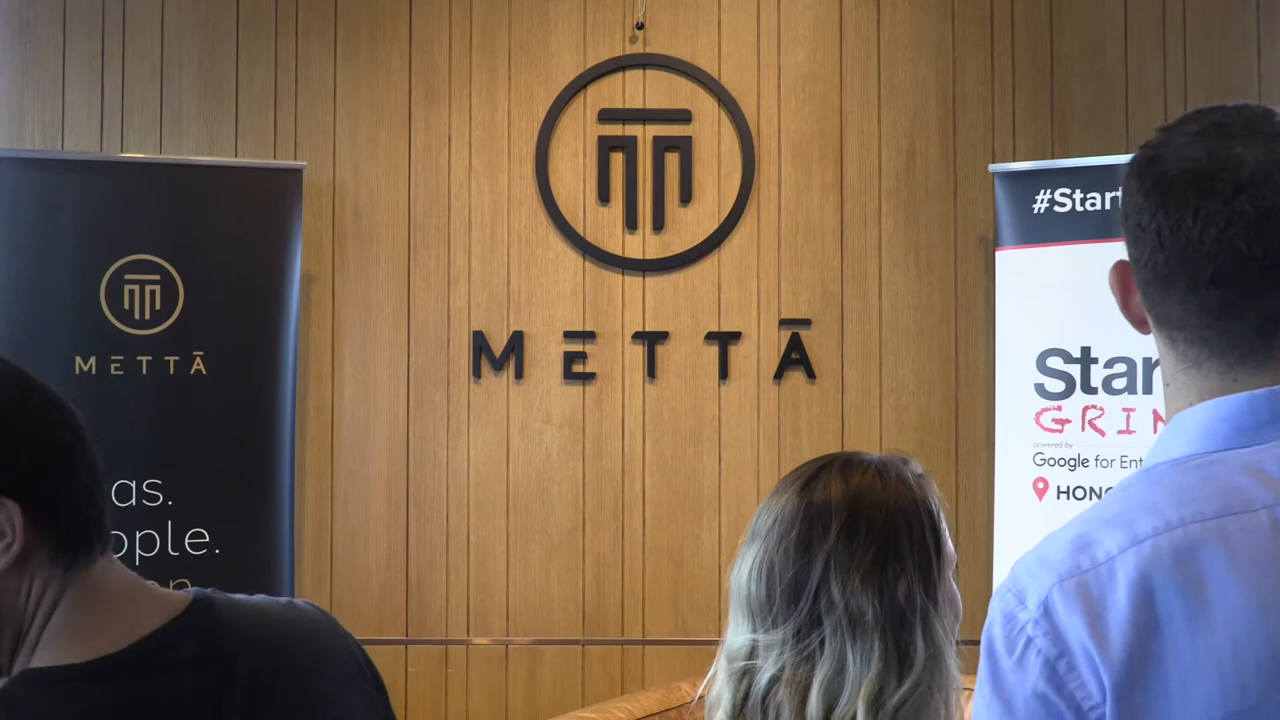 METTĀ
METTĀ
as.
ople.
#Start
Star
GRIN
powered by
Google for Ent
HONG